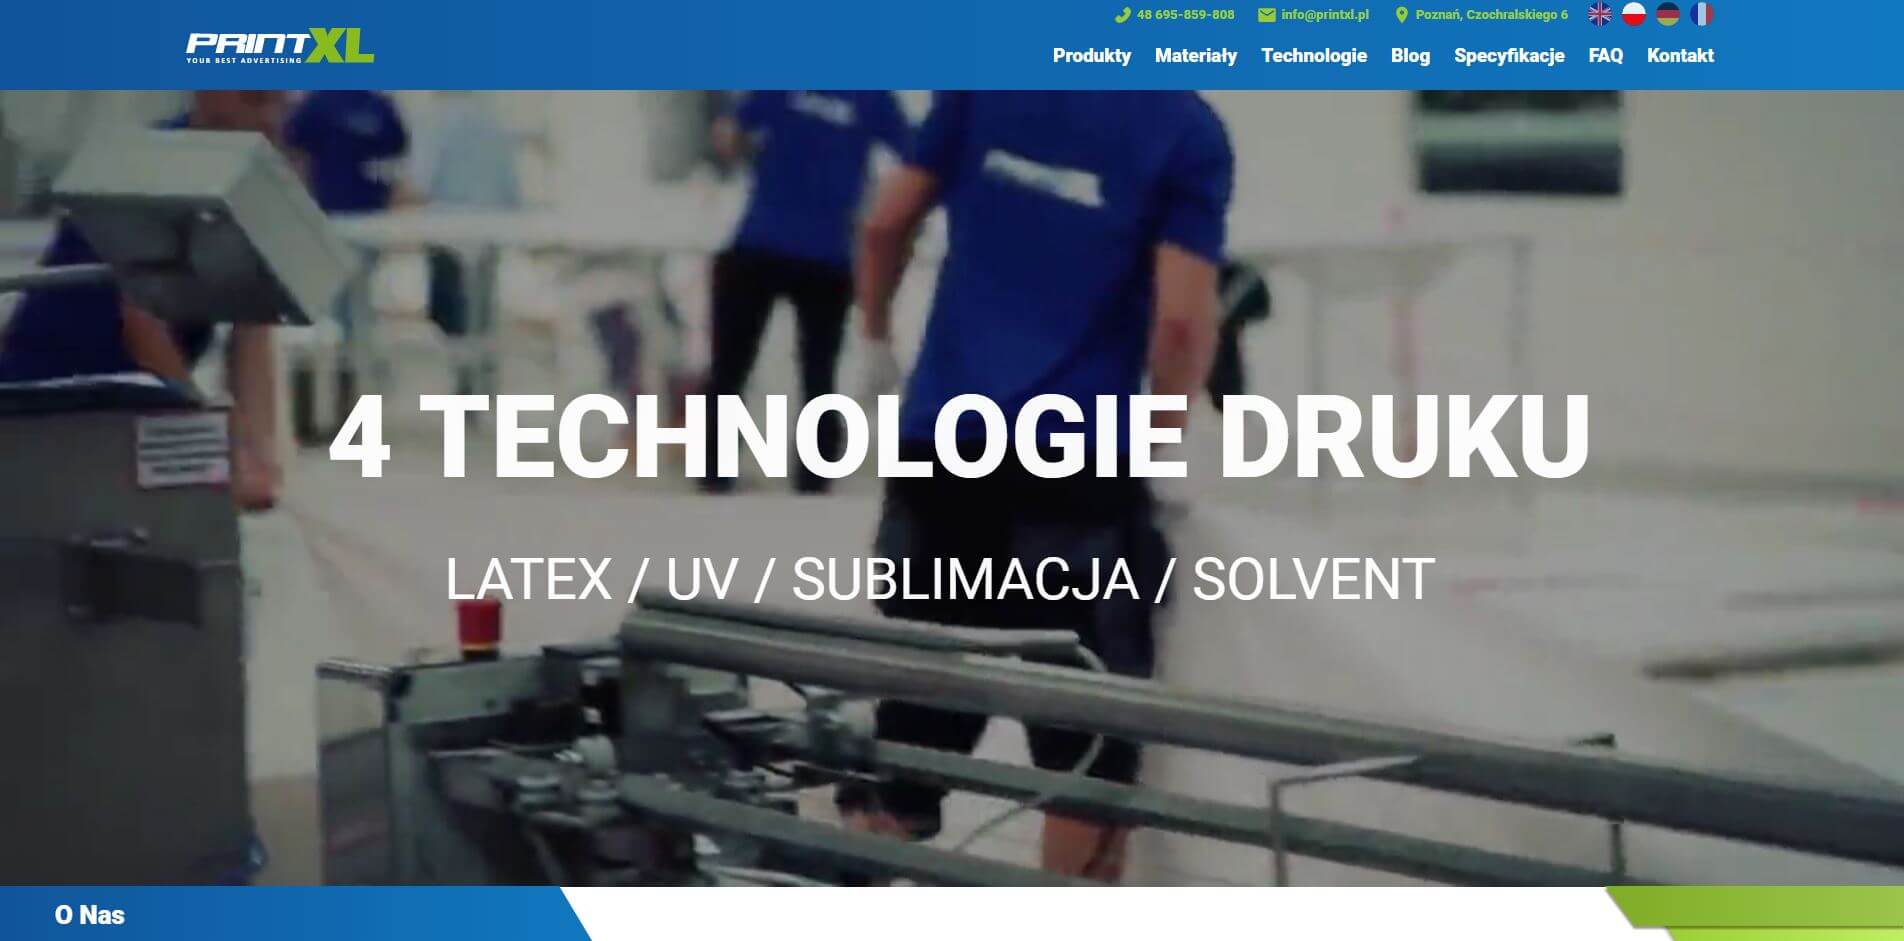 PRINTXL
YOUR BEST ADVERTISING
48 695-859-808 info@printxl.pl Poznań, Czochralskiego 6
Produkty Materiały Technologie Blog Specyfikacje FAQ Kontakt
4 TECHNOLOGIE DRUKU
LATEX / UV / SUBLIMACJA / SOLVENT
O Nas